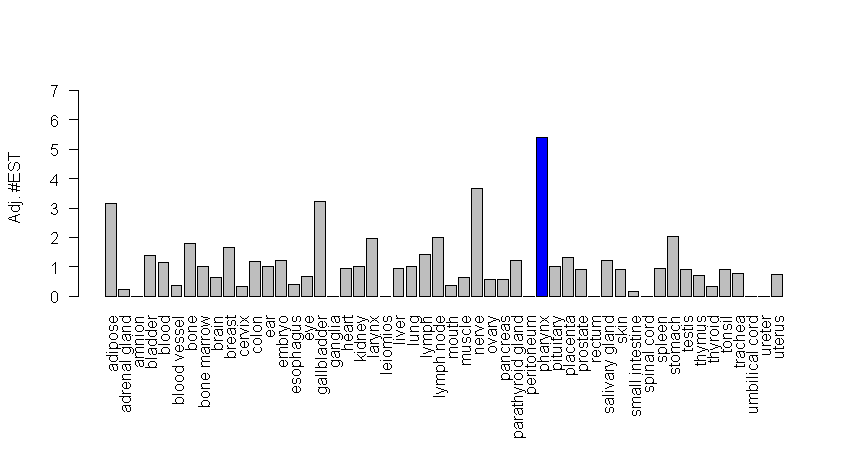 7
6
5
4
3
2
1
0
Adj. #EST
adipose
adrenal gland
amnion
bladder
blood
blood vessel
bone
bone marrow
brain
breast
cervix
colon
ear
embryo
esophagus
eye
gallbladder
ganglia
heart
kidney
larynx
leiomios
liver
lung
lymph
lymph node
mouth
muscle
nerve
ovary
pancreas
parathyroid gland
peritoneum
pharynx
pituitary
placenta
prostate
rectum
salivary gland
skin
small intestine
spinal cord
spleen
stomach
testis
thymus
thyroid
tonsil
trachea
umbilical cord
ureter
uterus